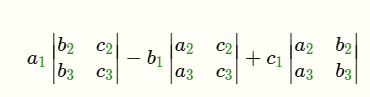 a₁ |b₂ c₂| − b₁ |a₂ c₂| + c₁ |a₂ b₂|
|b₃ c₃| |a₃ c₃| |a₃ b₃|